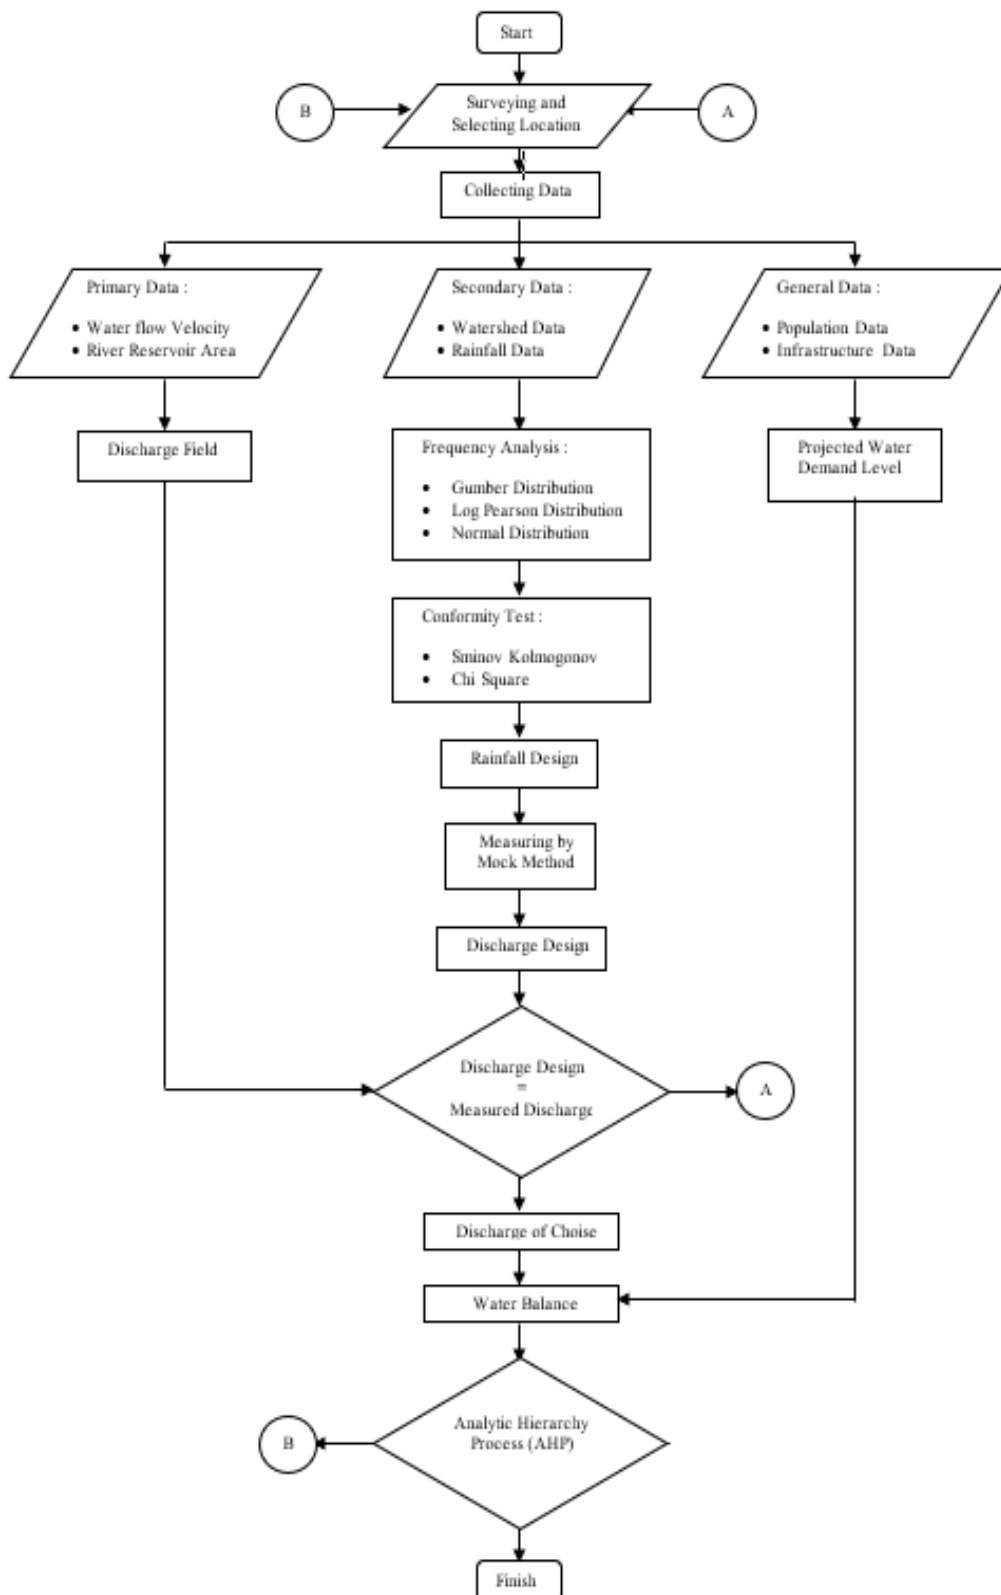 Start
B
Surveying and
Selecting Location
A
Collecting Data
Primary Data :
• Water flow Velocity
• River Reservoir Area
Secondary Data :
• Watershed Data
• Rainfall Data
General Data :
• Population Data
• Infrastructure Data
Discharge Field
Frequency Analysis :
• Gumber Distribution
• Log Pearson Distribution
• Normal Distribution
Projected Water
Demand Level
Conformity Test :
• Sminov Kolmogonov
• Chi Square
Rainfall Design
Measuring by
Mock Method
Discharge Design
Discharge Design
=
Measured Discharge
A
Discharge of Choise
Water Balance
Analytic Hierarchy
Process (AHP)
B
Finish